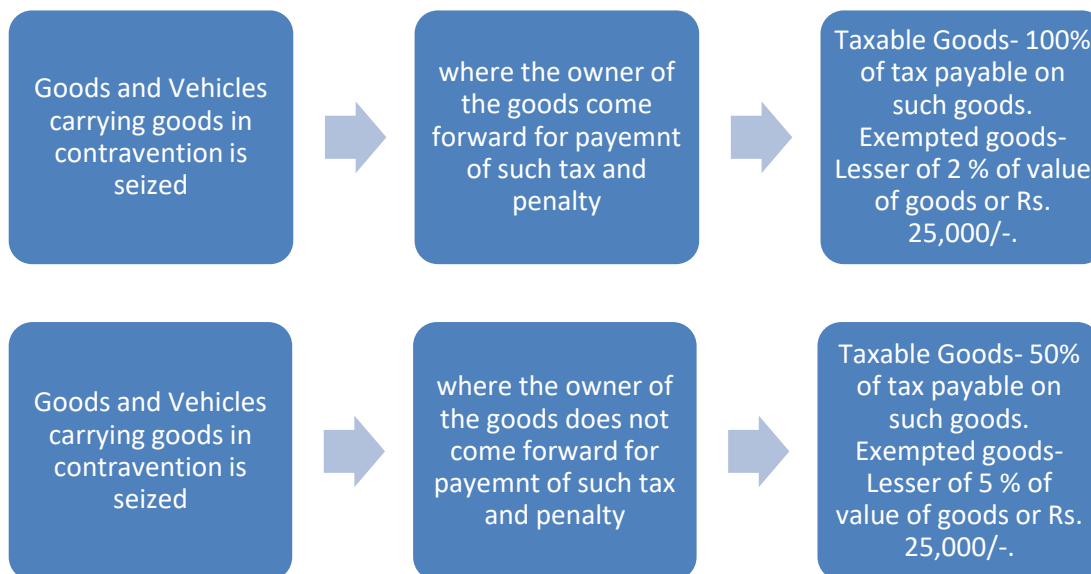 Goods and Vehicles
carrying goods in
contravention is
seized
where the owner of
the goods come
forward for payemnt
of such tax and
penalty
Taxable Goods- 100%
of tax payable on
such goods.
Exempted goods-
Lesser of 2 % of value
of goods or Rs.
25,000/-.
Goods and Vehicles
carrying goods in
contravention is
seized
where the owner of
the goods does not
come forward for
payemnt of such tax
and penalty
Taxable Goods- 50%
of tax payable on
such goods.
Exempted goods-
Lesser of 5 % of
value of goods or Rs.
25,000/-.